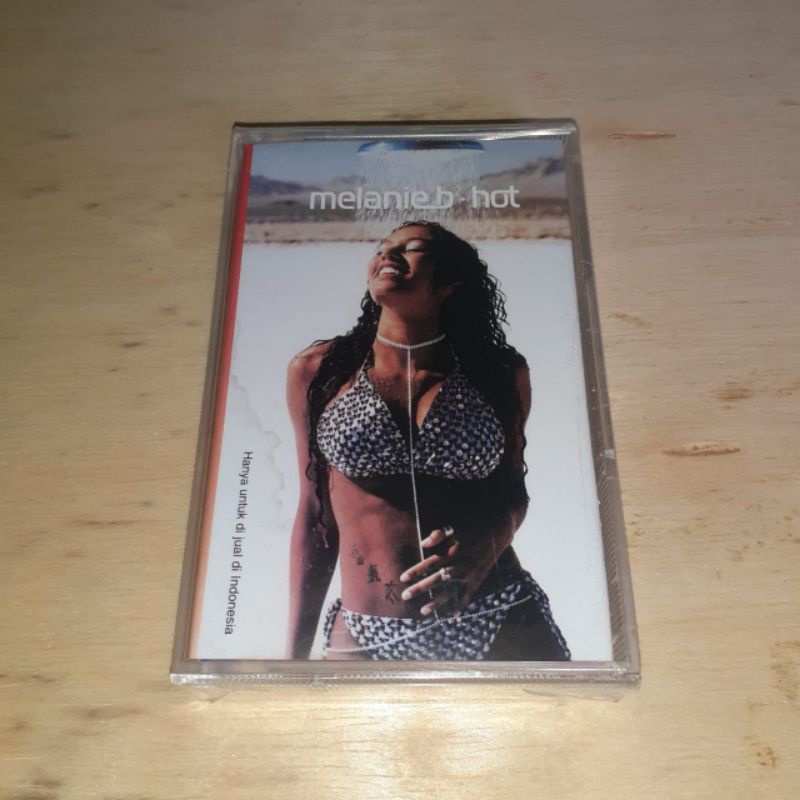 melanie b hot
Hanya untuk di jual di Indonesia